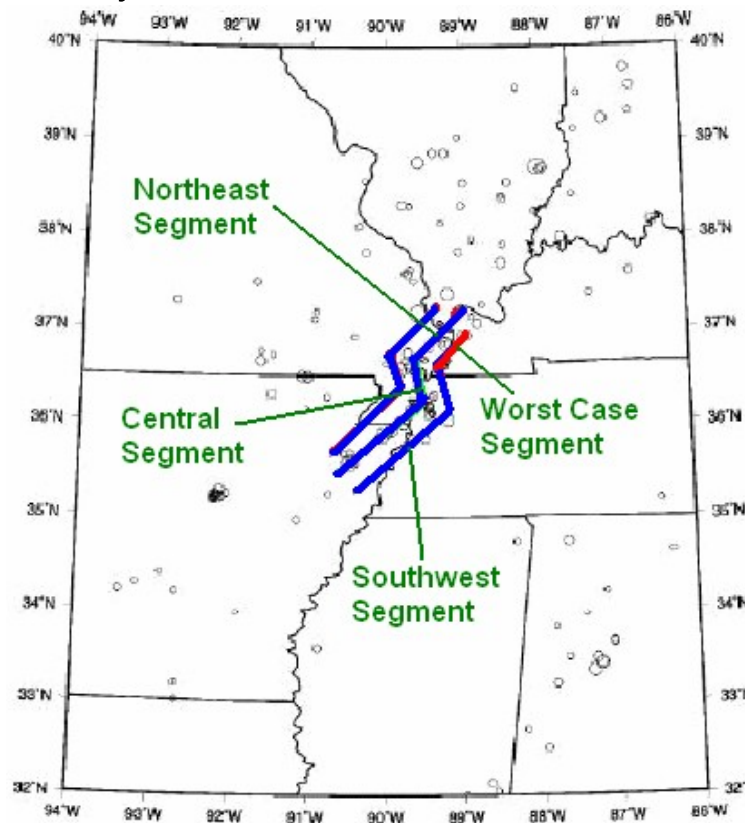 94°W 93°W 92°W 91°W 90°W 89°W 88°W 87°W 86°W
40°N 40°N
39°N 39°N
38°N 38°N
37°N 37°N
36°N 36°N
35°N 35°N
34°N 34°N
33°N 33°N
32°N 32°N
94°W 93°W 92°W 91°W 90°W 89°W 88°W 87°W 86°W
Northeast
Segment
Central
Segment
Worst Case
Segment
Southwest
Segment